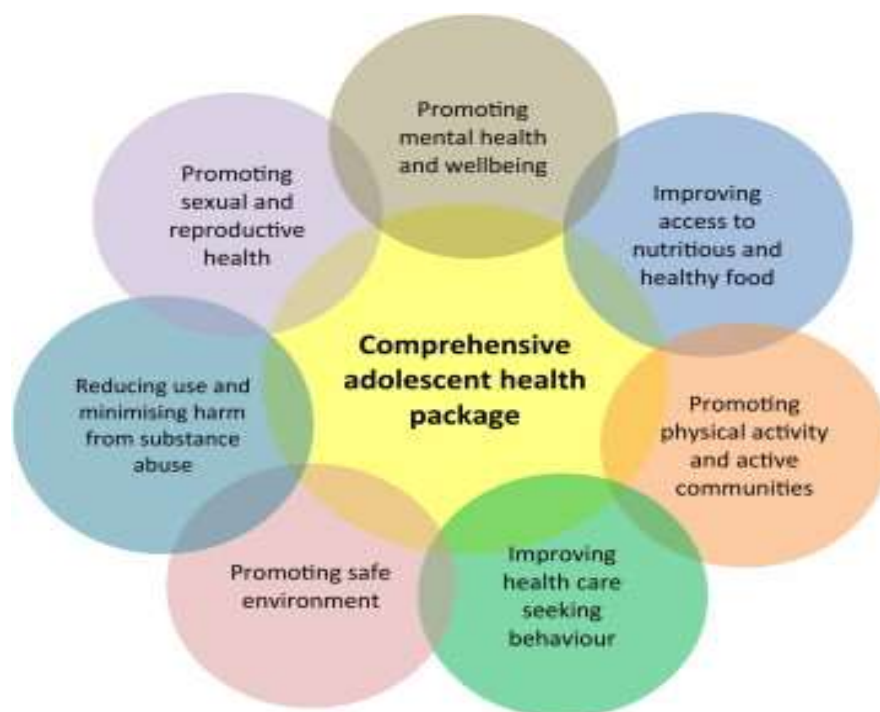 Promoting
mental health
and wellbeing
Improving
access to
nutritious and
healthy food
Promoting
physical activity
and active
communities
Improving
health care
seeking
behaviour
Promoting safe
environment
Reducing use and
minimising harm
from substance
abuse
Promoting
sexual and
reproductive
health
Comprehensive
adolescent health
package